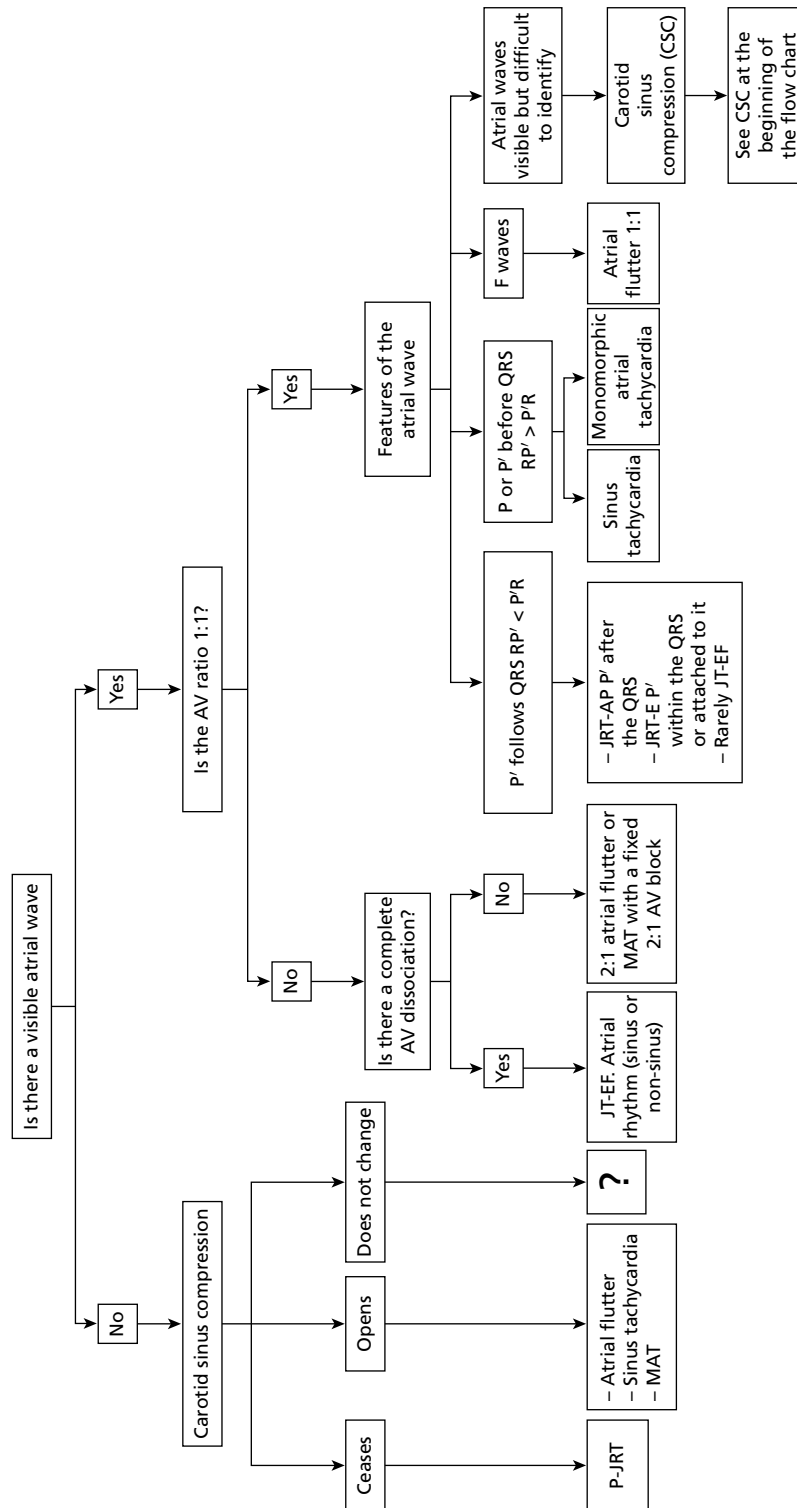 Is there a visible atrial wave
No
Yes
Carotid sinus compression
Is the AV ratio 1:1?
Ceases
Opens
Does not change
No
Yes
P-JRT
– Atrial flutter
– Sinus tachycardia
– MAT
?
Is there a complete
AV dissociation?
Yes
No
JT-EF. Atrial
rhythm (sinus or
non-sinus)
2:1 atrial flutter or
MAT with a fixed
2:1 AV block
Features of the
atrial wave
P′ follows QRS RP′ < P′R
P or P′ before QRS
RP′ > P′R
F waves
Atrial waves
visible but difficult
to identify
– JRT-AP P′ after
the QRS
– JRT-E P′
within the QRS
or attached to it
– Rarely JT-EF
Sinus
tachycardia
Monomorphic
atrial
tachycardia
Atrial
flutter 1:1
Carotid
sinus
compression (CSC)
See CSC at the
beginning of
the flow chart